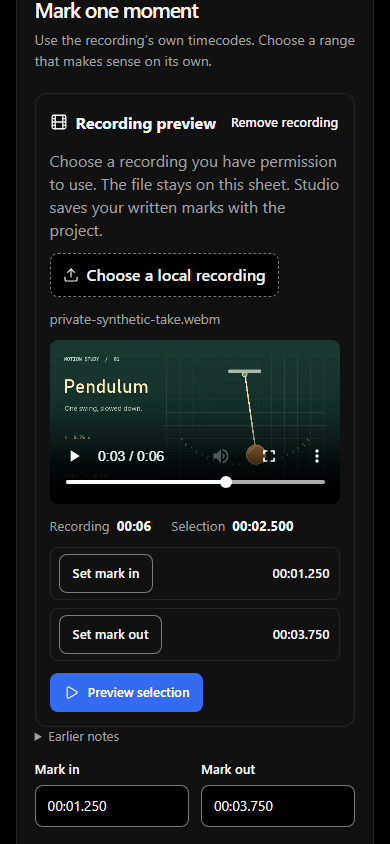 Mark one moment
Use the recording's own timecodes. Choose a range
that makes sense on its own.
Recording preview
Remove recording
Choose a recording you have permission
to use. The file stays on this sheet. Studio
saves your written marks with the
project.
Choose a local recording
private-synthetic-take.webm
MOTION STUDY / 01
Pendulum
One swing, slowed down.
0:03 / 0:06
Recording 00:06 Selection 00:02.500
Set mark in 00:01.250
Set mark out 00:03.750
Preview selection
Earlier notes
Mark in Mark out
00:01.250 00:03.750